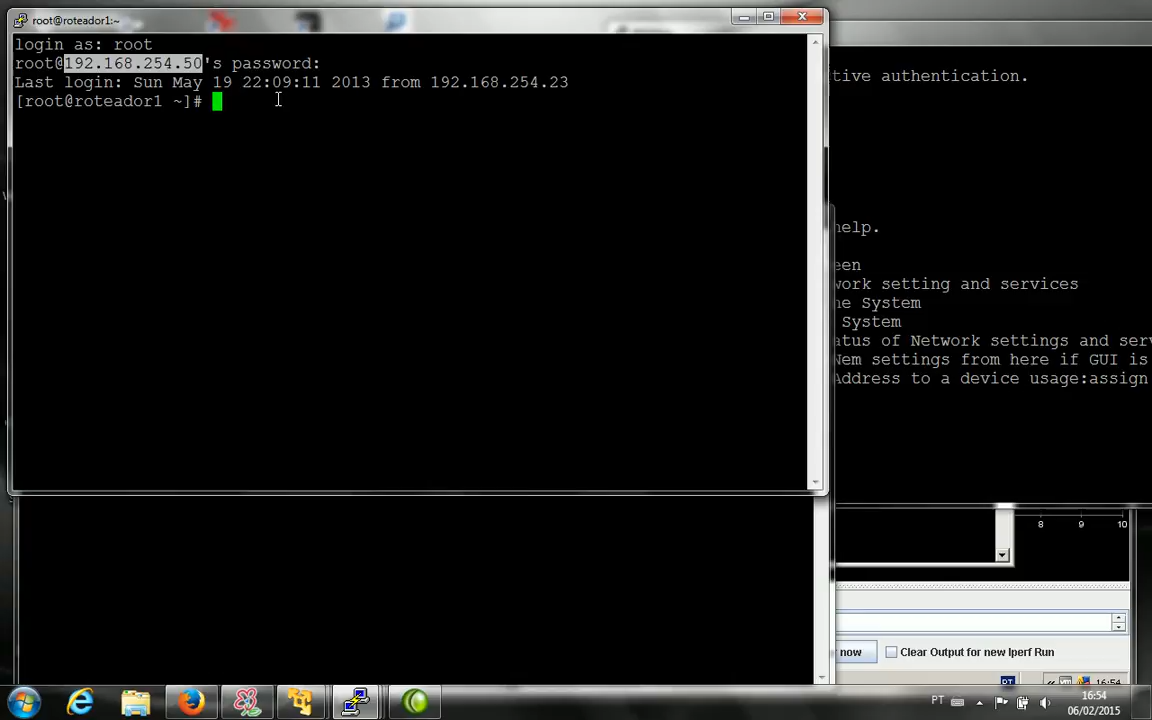 root@roteador1:~
login as: root
root@192.168.254.50's password:
Last login: Sun May 19 22:09:11 2013 from 192.168.254.23
[root@roteador1 ~]#
tive authentication.
help.
een
work setting and services
he System
System
atus of Network settings and serv
Nem settings from here if GUI is
Address to a device usage:assign
8 9 10
now
Clear Output for new Iperf Run
PT
16:54
PT
16:54
06/02/2015